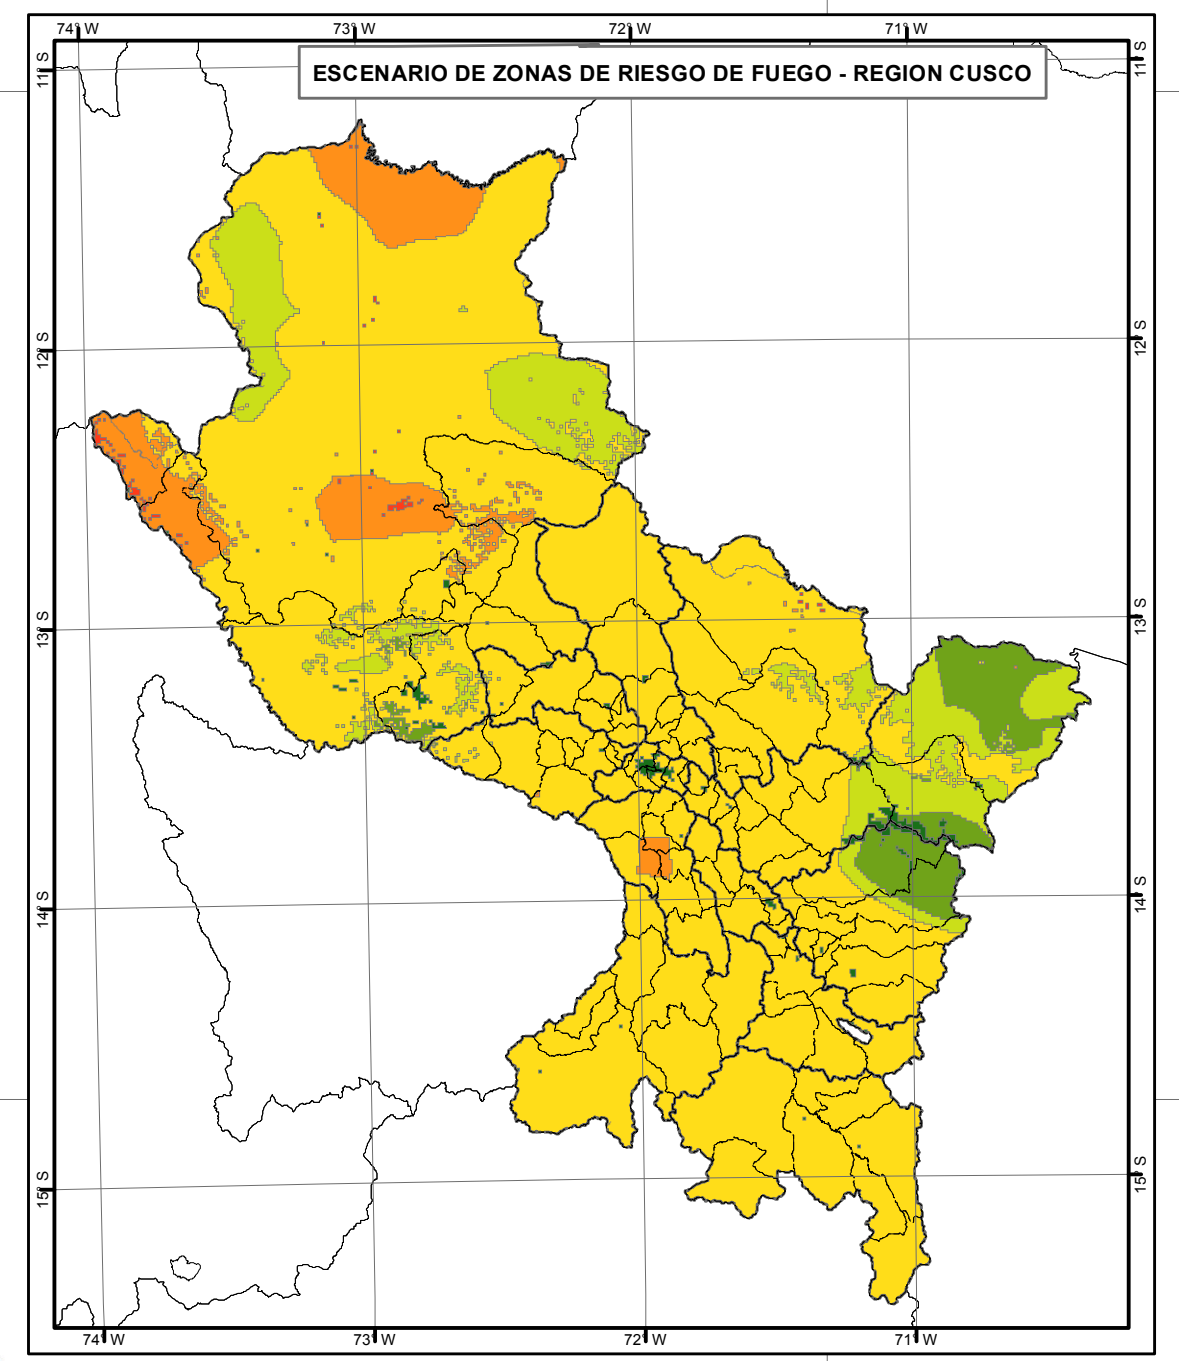 74° W 73° W 72° W 71° W
ESCENARIO DE ZONAS DE RIESGO DE FUEGO - REGION CUSCO
11° S 11° S
12° S 12° S
13° S 13° S
14° S 14° S
15° S 15° S
74° W 73° W 72° W 71° W